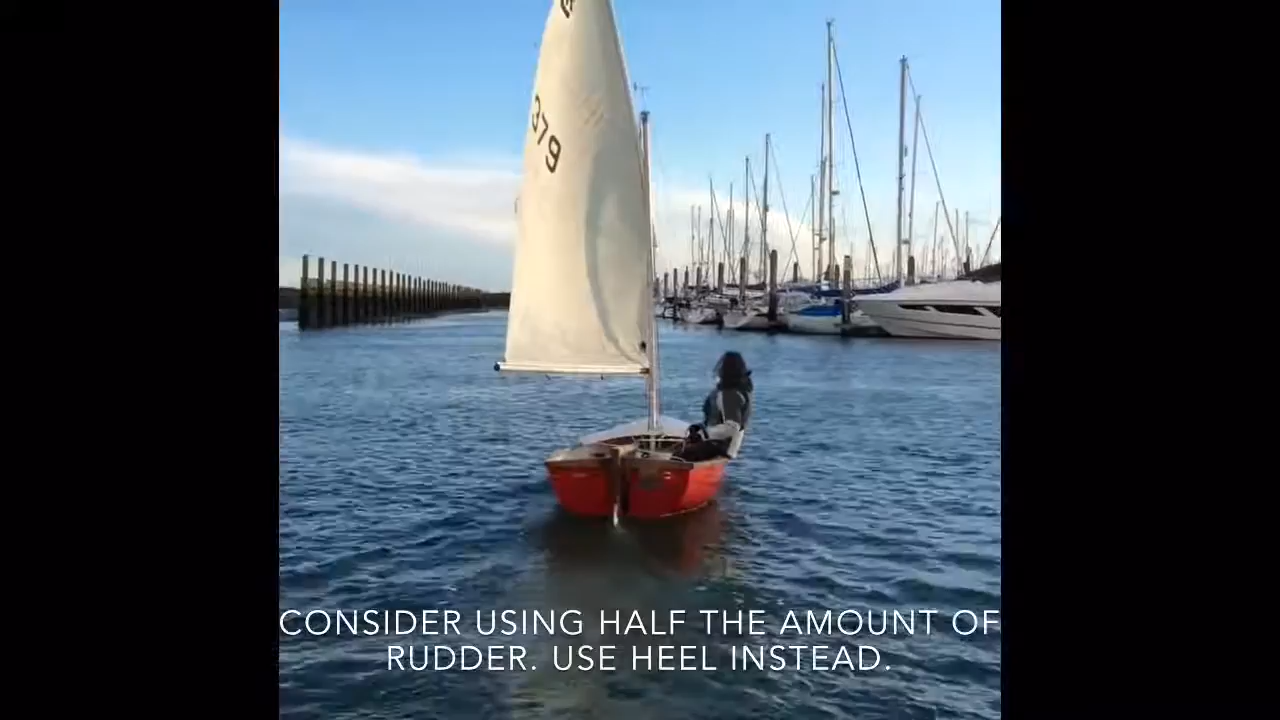 379
CONSIDER USING HALF THE AMOUNT OF
RUDDER. USE HEEL INSTEAD.